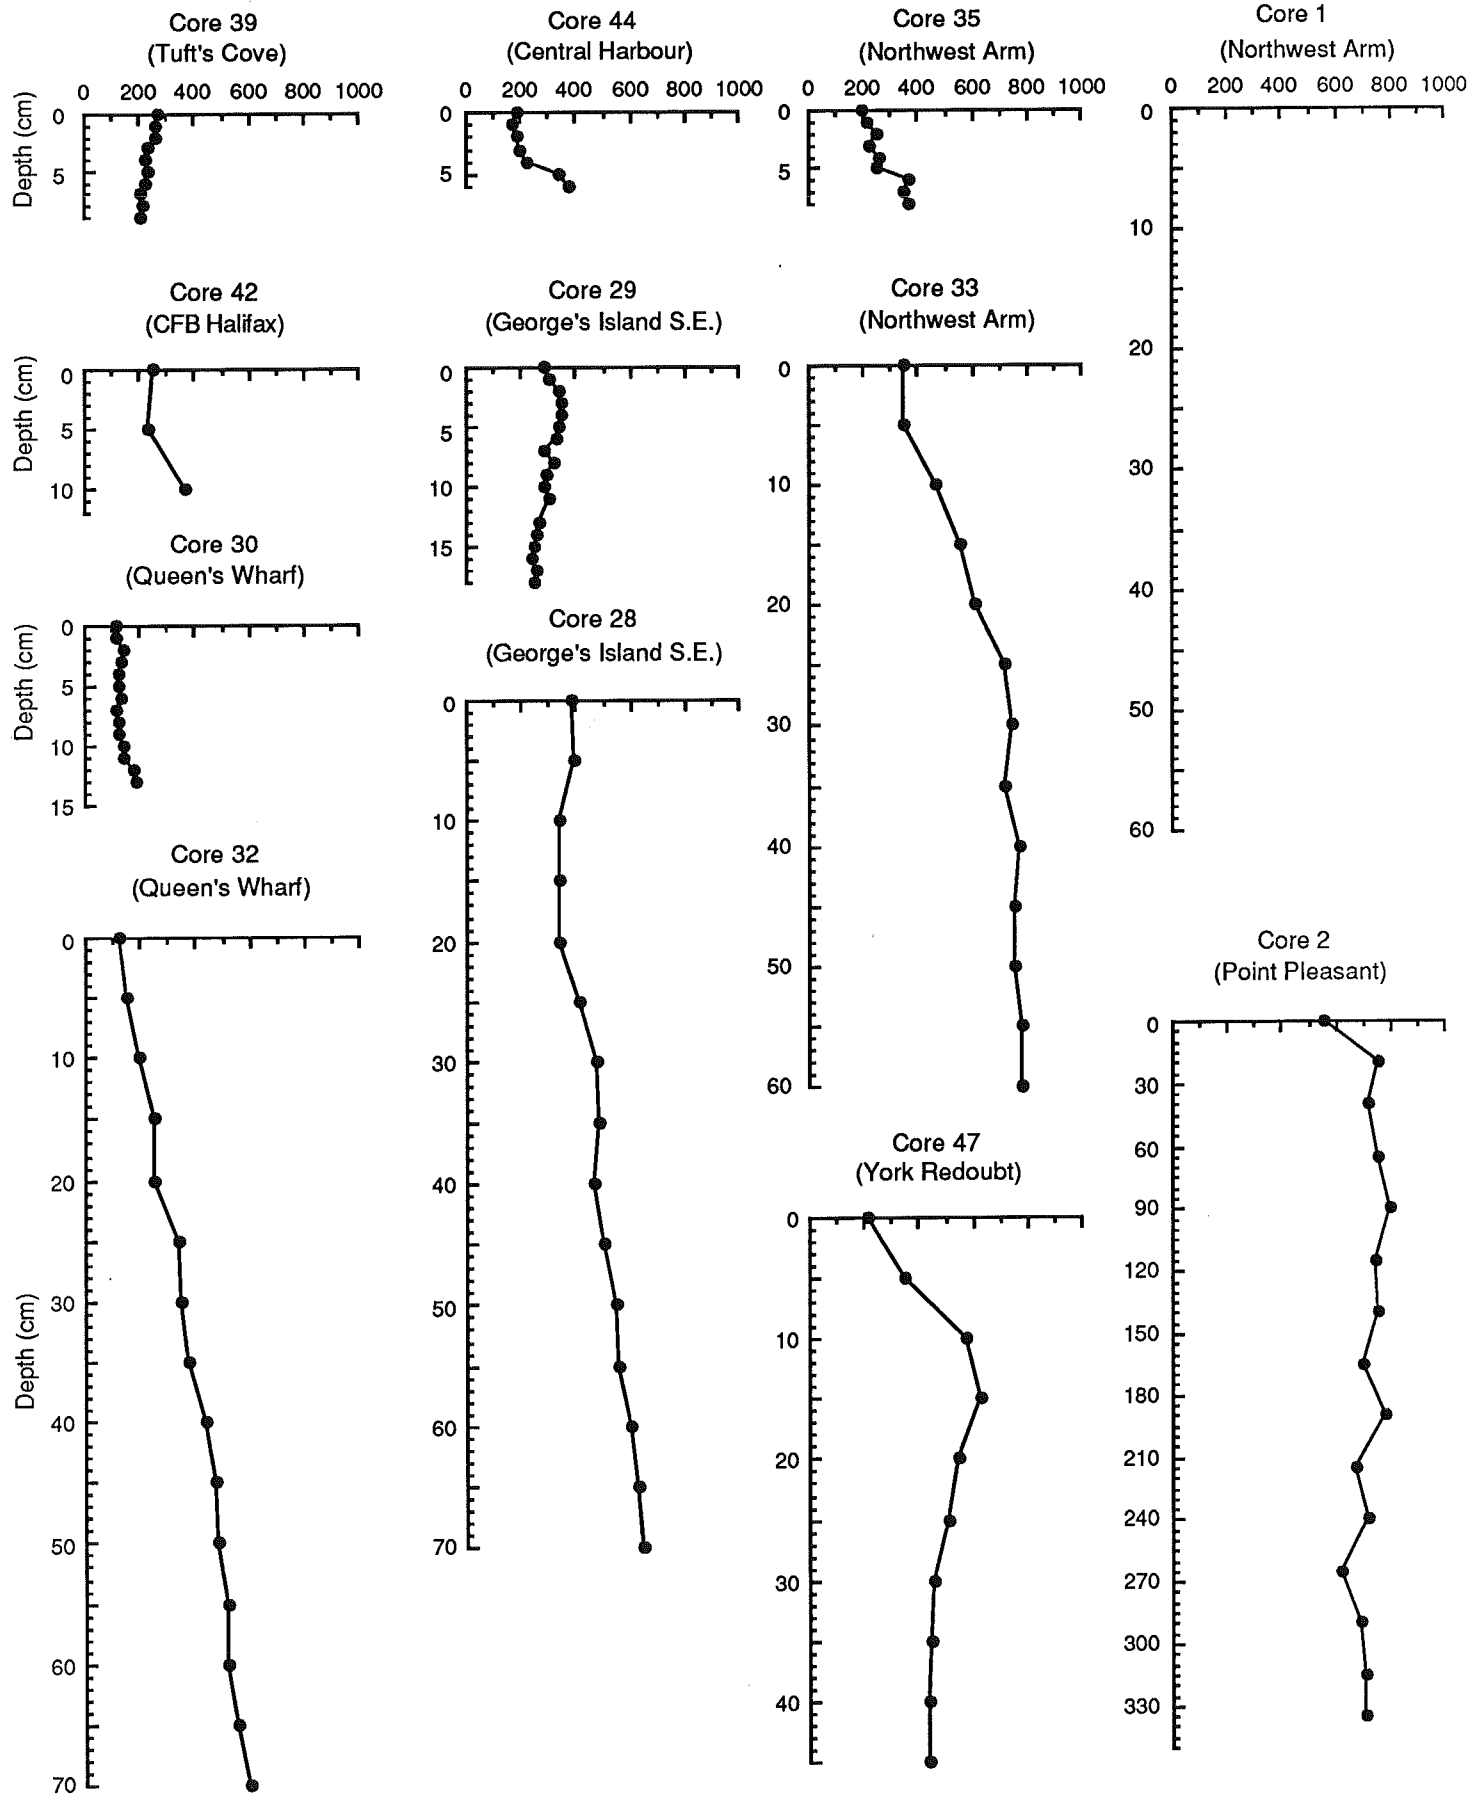 Core 39
(Tuft's Cove)
0 200 400 600 800 1000
Depth (cm)
0
5
Core 42
(CFB Halifax)
Depth (cm)
0
5
10
Core 30
(Queen's Wharf)
Depth (cm)
0
5
10
15
Core 32
(Queen's Wharf)
Depth (cm)
0
10
20
30
40
50
60
70
Core 44
(Central Harbour)
0 200 400 600 800 1000
0
5
Core 29
(George's Island S.E.)
0
5
10
15
Core 28
(George's Island S.E.)
0
10
20
30
40
50
60
70
Core 35
(Northwest Arm)
0 200 400 600 800 1000
0
5
Core 33
(Northwest Arm)
0
10
20
30
40
50
60
Core 47
(York Redoubt)
0
10
20
30
40
Core 1
(Northwest Arm)
0 200 400 600 800 1000
0
10
20
30
40
50
60
Core 2
(Point Pleasant)
0
30
60
90
120
150
180
210
240
270
300
330